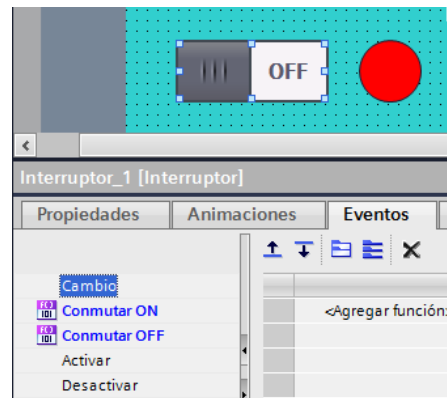 OFF
Interruptor_1 [Interruptor]
Propiedades Animaciones Eventos
Cambio
<Agregar función>
Conmutar ON
Conmutar OFF
Activar
Desactivar